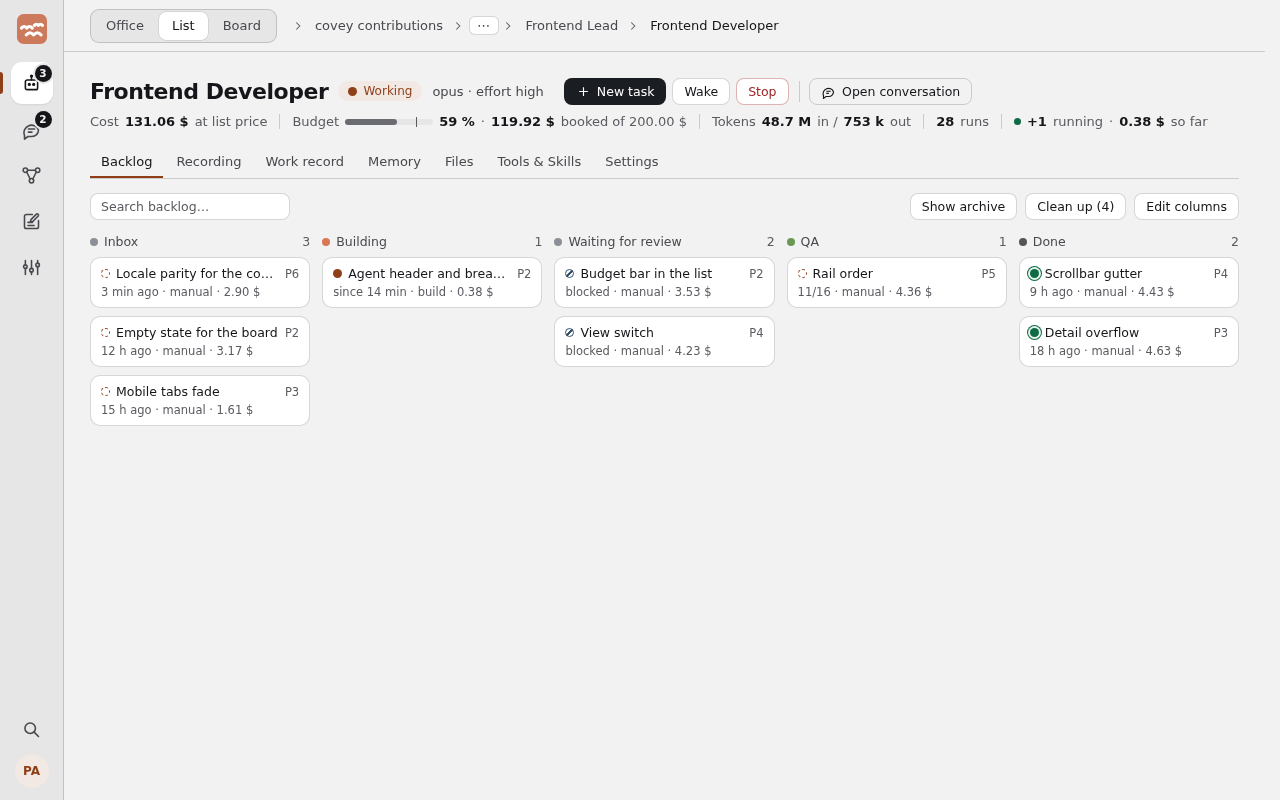 Office List Board covey contributions ··· Frontend Lead Frontend Developer
3
2
Frontend Developer Working opus · effort high + New task Wake Stop Open conversation
Cost 131.06 $ at list price Budget 59 % · 119.92 $ booked of 200.00 $ Tokens 48.7 M in / 753 k out 28 runs +1 running · 0.38 $ so far
Backlog Recording Work record Memory Files Tools & Skills Settings
Search backlog... Show archive Clean up (4) Edit columns
Inbox 3
Locale parity for the co... P6
3 min ago · manual · 2.90 $
Empty state for the board P2
12 h ago · manual · 3.17 $
Mobile tabs fade P3
15 h ago · manual · 1.61 $
Building 1
Agent header and brea... P2
since 14 min · build · 0.38 $
Waiting for review 2
Budget bar in the list P2
blocked · manual · 3.53 $
View switch P4
blocked · manual · 4.23 $
QA 1
Rail order P5
11/16 · manual · 4.36 $
Done 2
Scrollbar gutter P4
9 h ago · manual · 4.43 $
Detail overflow P3
18 h ago · manual · 4.63 $
PA